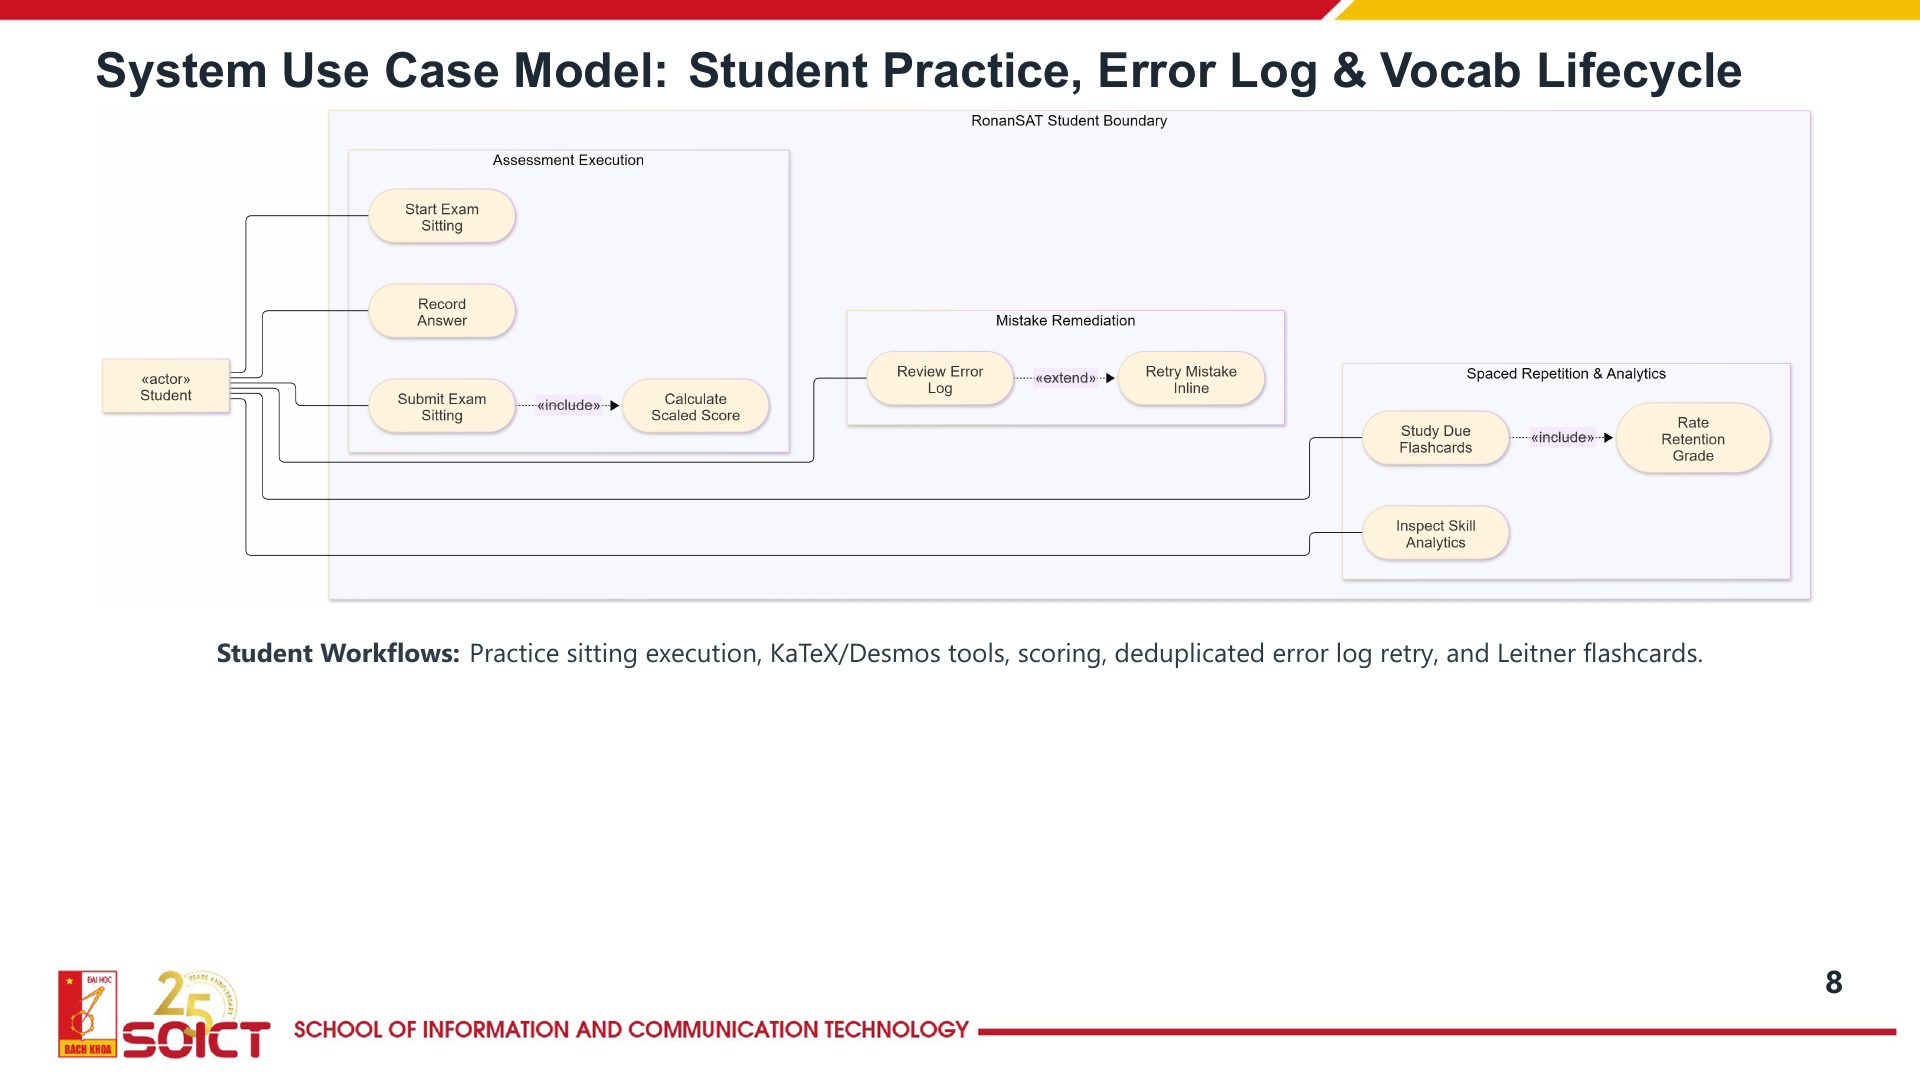 System Use Case Model: Student Practice, Error Log & Vocab Lifecycle
RonanSAT Student Boundary
Assessment Execution
Start Exam
Sitting
Record
Answer
«actor»
Student
Submit Exam
Sitting
«include»
Calculate
Scaled Score
Mistake Remediation
Review Error
Log
«extend»
Retry Mistake
Inline
Spaced Repetition & Analytics
Study Due
Flashcards
«include»
Rate
Retention
Grade
Inspect Skill
Analytics
Student Workflows: Practice sitting execution, KaTeX/Desmos tools, scoring, deduplicated error log retry, and Leitner flashcards.
8
ĐẠI HỌC
BÁCH KHOA
25
YEARS ANNIVERSARY
SOICT
SCHOOL OF INFORMATION AND COMMUNICATION TECHNOLOGY